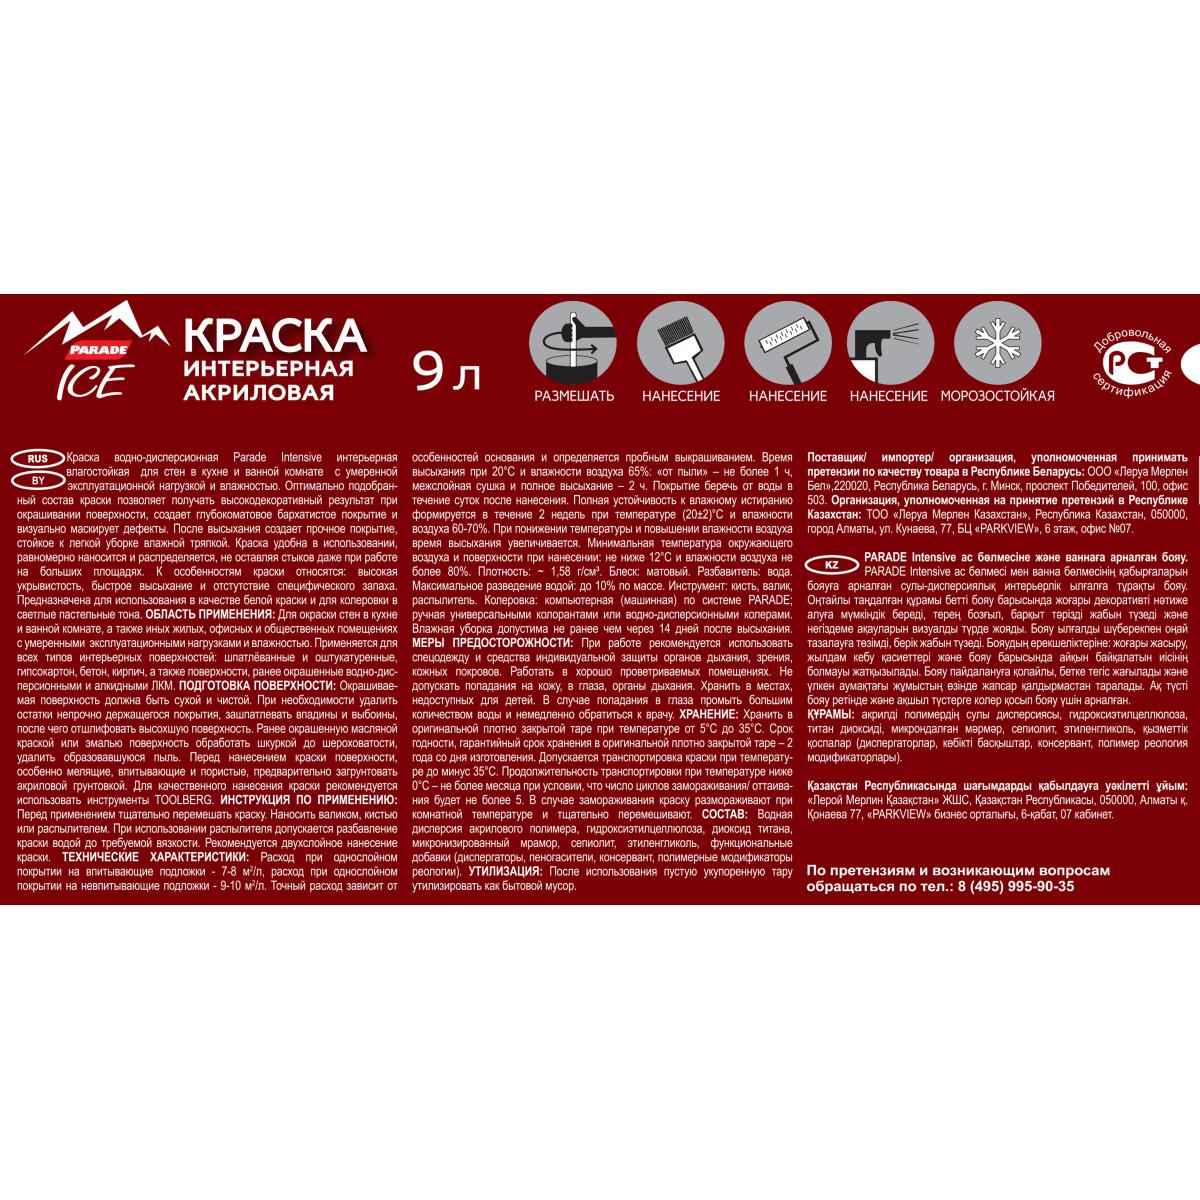 PARADE
ICE
КРАСКА
ИНТЕРЬЕРНАЯ
АКРИЛОВАЯ
9 л
РАЗМЕШАТЬ
НАНЕСЕНИЕ
НАНЕСЕНИЕ
НАНЕСЕНИЕ
МОРОЗОСТОЙКАЯ
Добровольная
РСТ
сертификация
RUS
BY
Краска водно-дисперсионная Parade Intensive интерьерная
влагостойкая для стен в кухне и ванной комнате с умеренной
эксплуатационной нагрузкой и влажностью. Оптимально подобран-
ный состав краски позволяет получать высокодекоративный результат при
окрашивании поверхности, создает глубокоматовое бархатистое покрытие и
визуально маскирует дефекты. После высыхания создает прочное покрытие,
стойкое к легкой уборке влажной тряпкой. Краска удобна в использовании,
равномерно наносится и распределяется, не оставляя стыков даже при работе
на больших площадях. К особенностям краски относятся: высокая
укрывистость, быстрое высыхание и отсутствие специфического запаха.
Предназначена для использования в качестве белой краски и для колеровки в
светлые пастельные тона. ОБЛАСТЬ ПРИМЕНЕНИЯ: Для окраски стен в кухне
и ванной комнате, а также иных жилых, офисных и общественных помещениях
с умеренными эксплуатационными нагрузками и влажностью. Применяется для
всех типов интерьерных поверхностей: шпатлёванные и оштукатуренные,
гипсокартон, бетон, кирпич, а также поверхности, ранее окрашенные водно-дис-
персионными и алкидными ЛКМ. ПОДГОТОВКА ПОВЕРХНОСТИ: Окрашивае-
мая поверхность должна быть сухой и чистой. При необходимости удалить
остатки непрочно держащегося покрытия, зашпатлевать впадины и выбоины,
после чего отшлифовать высохшую поверхность. Ранее окрашенную масляной
краской или эмалью поверхность обработать шкуркой до шероховатости,
удалить образовавшуюся пыль. Перед нанесением краски поверхности,
особенно мелящие, впитывающие и пористые, предварительно загрунтовать
акриловой грунтовкой. Для качественного нанесения краски рекомендуется
использовать инструменты TOOLBERG. ИНСТРУКЦИЯ ПО ПРИМЕНЕНИЮ:
Перед применением тщательно перемешать краску. Наносить валиком, кистью
или распылителем. При использовании распылителя допускается разбавление
краски водой до требуемой вязкости. Рекомендуется двухслойное нанесение
краски. ТЕХНИЧЕСКИЕ ХАРАКТЕРИСТИКИ: Расход при однослойном
покрытии на впитывающие подложки - 7-8 м²/л, расход при однослойном
покрытии на невпитывающие подложки - 9-10 м²/л. Точный расход зависит от
особенностей основания и определяется пробным выкрашиванием. Время
высыхания при 20°С и влажности воздуха 65%: «от пыли» – не более 1 ч,
межслойная сушка и полное высыхание – 2 ч. Покрытие беречь от воды в
течение суток после нанесения. Полная устойчивость к влажному истиранию
формируется в течение 2 недель при температуре (20±2)°С и влажности
воздуха 60-70%. При понижении температуры и повышении влажности воздуха
время высыхания увеличивается. Минимальная температура окружающего
воздуха и поверхности при нанесении: не ниже 12°С и влажности воздуха не
более 80%. Плотность: ~ 1,58 г/см³. Блеск: матовый. Разбавитель: вода.
Максимальное разведение водой: до 10% по массе. Инструмент: кисть, валик,
распылитель. Колеровка: компьютерная (машинная) по системе PARADE;
ручная универсальными колорантами или водно-дисперсионными колерами.
Влажная уборка допустима не ранее чем через 14 дней после высыхания.
МЕРЫ ПРЕДОСТОРОЖНОСТИ: При работе рекомендуется использовать
спецодежду и средства индивидуальной защиты органов дыхания, зрения,
кожных покровов. Работать в хорошо проветриваемых помещениях. Не
допускать попадания на кожу, в глаза, органы дыхания. Хранить в местах,
недоступных для детей. В случае попадания в глаза промыть большим
количеством воды и немедленно обратиться к врачу. ХРАНЕНИЕ: Хранить в
оригинальной плотно закрытой таре при температуре от 5°С до 35°С. Срок
годности, гарантийный срок хранения в оригинальной плотно закрытой таре – 2
года со дня изготовления. Допускается транспортировка краски при температу-
ре до минус 35°С. Продолжительность транспортировки при температуре ниже
0°С – не более месяца при условии, что число циклов замораживания/ оттаива-
ния будет не более 5. В случае замораживания краску размораживают при
комнатной температуре и тщательно перемешивают. СОСТАВ: Водная
дисперсия акрилового полимера, гидроксиэтилцеллюлоза, диоксид титана,
микронизированный мрамор, сепиолит, этиленгликоль, функциональные
добавки (диспергаторы, пеногасители, консервант, полимерные модификаторы
реологии). УТИЛИЗАЦИЯ: После использования пустую укупоренную тару
утилизировать как бытовой мусор.
Поставщик/ импортер/ организация, уполномоченная принимать
претензии по качеству товара в Республике Беларусь: ООО «Леруа Мерлен
Бел»,220020, Республика Беларусь, г. Минск, проспект Победителей, 100, офис
503. Организация, уполномоченная на принятие претензий в Республике
Казахстан: ТОО «Леруа Мерлен Казахстан», Республика Казахстан, 050000,
город Алматы, ул. Кунаева, 77, БЦ «PARKVIEW», 6 этаж, офис №07.
KZ
PARADE Intensive ас бөлмесіне және ваннаға арналған бояу.
PARADE Intensive ас бөлмесі мен ванна бөлмесінің қабырғаларын
бояуға арналған сулы-дисперсиялық интерьерлік ылғалға тұрақты бояу.
Оңтайлы таңдалған құрамы бетті бояу барысында жоғары декоративті нәтиже
алуға мүмкіндік береді, терең бозғыл, барқыт тәрізді жабын түзеді және
негіздеме ақауларын визуалды түрде жояды. Бояу ылғалды шүберекпен оңай
тазалауға төзімді, берік жабын түзеді. Бояудың ерекшеліктеріне: жоғары жасыру,
жылдам кебу қасиеттері және бояу барысында айқын байқалатын иісінің
болмауы жатқызылады. Бояу пайдалануға қолайлы, бетке тегіс жағылады және
үлкен аумақтағы жұмыстың өзінде жапсар қалдырмастан таралады. Ақ түсті
бояу ретінде және ақшыл түстерге колер қосып бояу үшін арналған.
ҚҰРАМЫ: акрилді полимердің сулы дисперсиясы, гидроксиэтилцеллюлоза,
титан диоксиді, микрондалған мәрмәр, сепиолит, этиленгликоль, қызметтік
қоспалар (диспергаторлар, көбікті басқыштар, консервант, полимер реология
модификаторлары).
Қазақстан Республикасында шағымдарды қабылдауға уәкілетті ұйым:
«Лерой Мерлин Қазақстан» ЖШС, Қазақстан Республикасы, 050000, Алматы қ.
Қонаева 77, «PARKVIEW» бизнес орталығы, 6-қабат, 07 кабинет.
По претензиям и возникающим вопросам
обращаться по тел.: 8 (495) 995-90-35